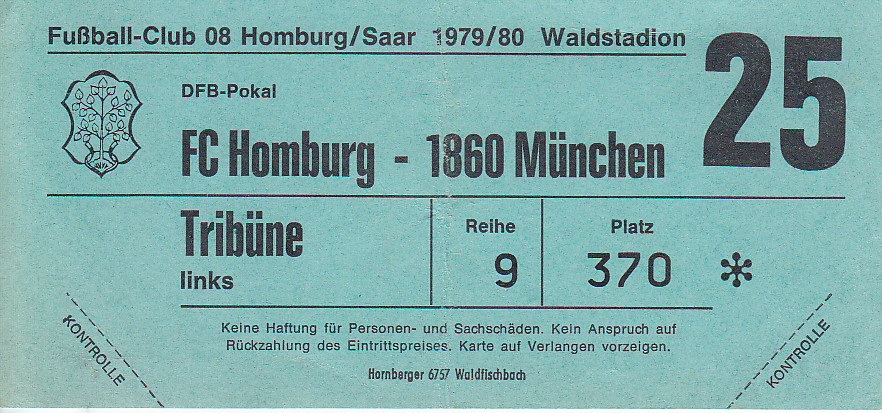 Fußball-Club 08 Homburg/Saar 1979/80 Waldstadion
25
DFB-Pokal
FC Homburg - 1860 München
Tribüne
links
Reihe
9
Platz
370 *
Keine Haftung für Personen- und Sachschäden. Kein Anspruch auf
Rückzahlung des Eintrittspreises. Karte auf Verlangen vorzeigen.
Hornberger 6757 Waldfischbach
KONTROLLE
KONTROLLE